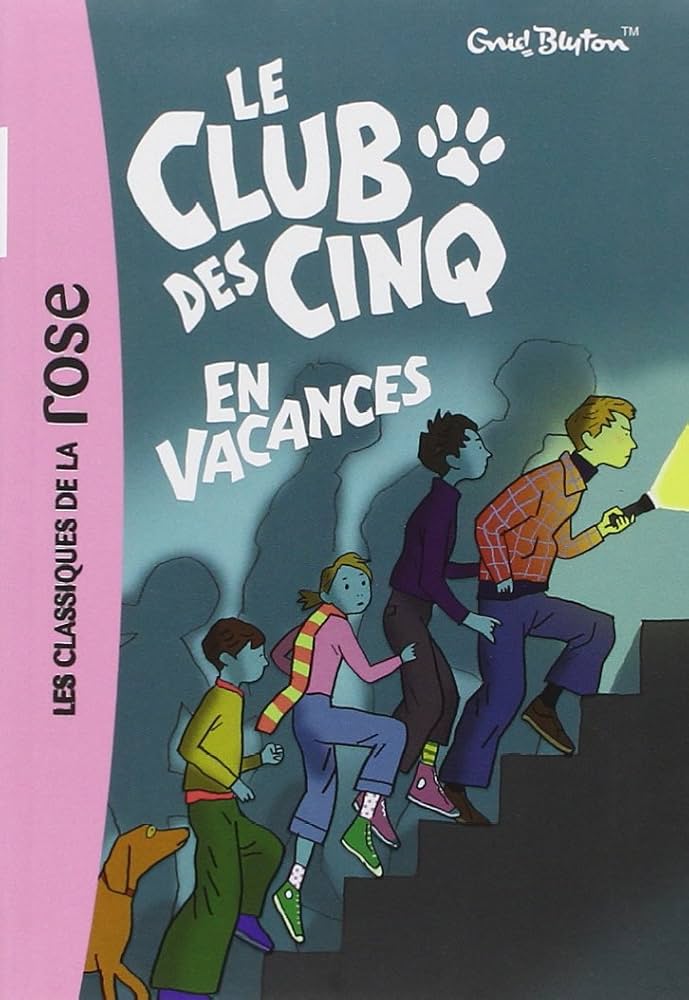 Enid Blyton™
LE
CLUB
DES CINQ
EN
VACANCES
LES CLASSIQUES DE LA rose